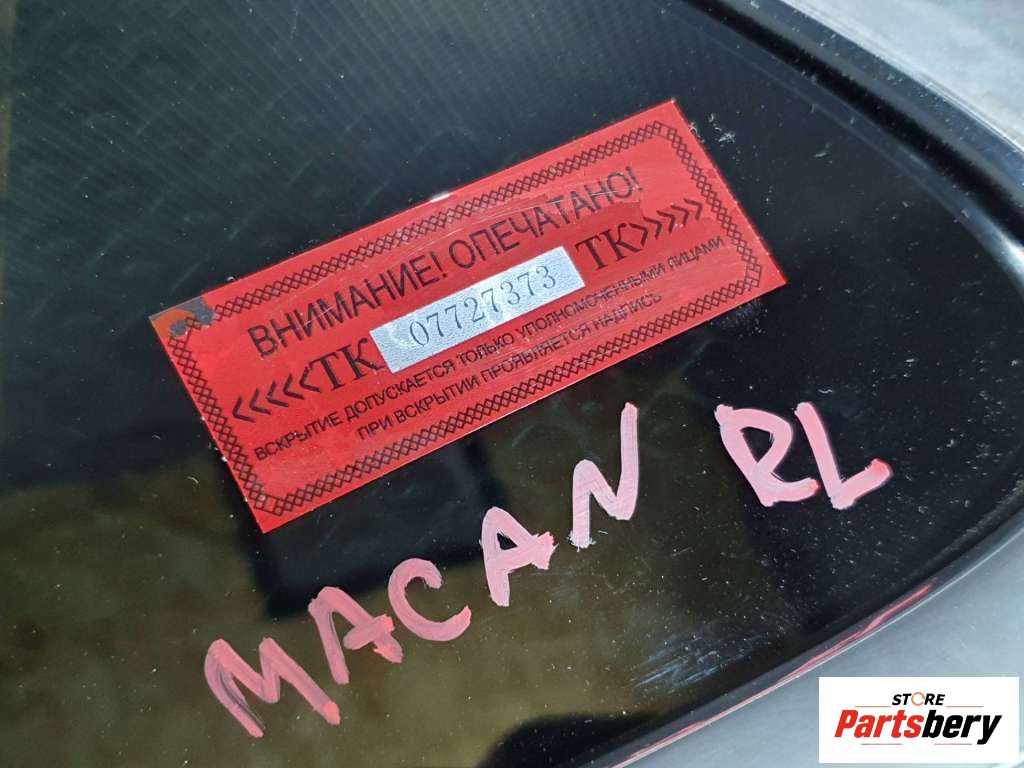 ВНИМАНИЕ! ОПЕЧАТАНО!
<<<<<ТК 07727373 ТК>>>>>
ВСКРЫТИЕ ДОПУСКАЕТСЯ ТОЛЬКО УПОЛНОМОЧЕННЫМИ ЛИЦАМИ
ПРИ ВСКРЫТИИ ПРОЯВЛЯЕТСЯ НАДПИСЬ
MACAN RL
STORE
Partsbery